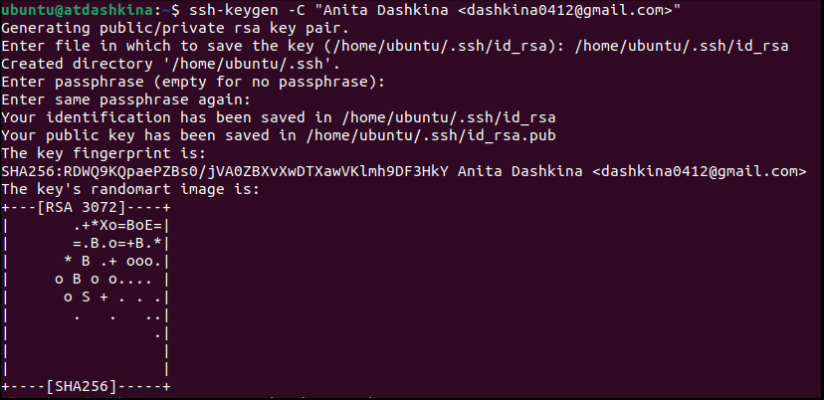 ubuntu@atdashkina:~$ ssh-keygen -C "Anita Dashkina <dashkina0412@gmail.com>"
Generating public/private rsa key pair.
Enter file in which to save the key (/home/ubuntu/.ssh/id_rsa): /home/ubuntu/.ssh/id_rsa
Created directory '/home/ubuntu/.ssh'.
Enter passphrase (empty for no passphrase):
Enter same passphrase again:
Your identification has been saved in /home/ubuntu/.ssh/id_rsa
Your public key has been saved in /home/ubuntu/.ssh/id_rsa.pub
The key fingerprint is:
SHA256:RDWQ9KQpaePZBs0/jVA0ZBXvXwDTXawVKlmh9DF3HkY Anita Dashkina <dashkina0412@gmail.com>
The key's randomart image is:
+---[RSA 3072]----+
|       .+*Xo=BoE=|
|       =.B.o=+B.*|
|      * B .+ ooo.|
|     o B o o.... |
|      o S + . . .|
|       .   .   ..|
|                .|
|                 |
|                 |
+----[SHA256]-----+